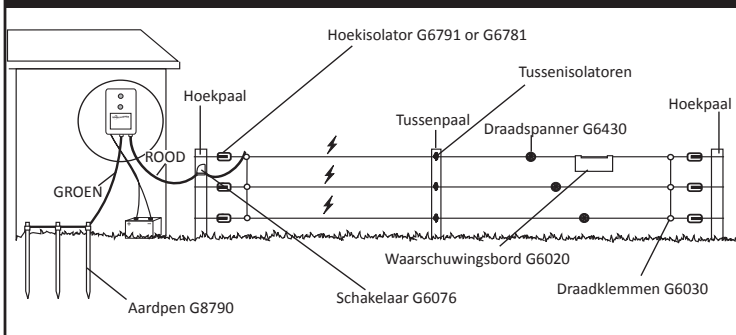 Hoekisolator G6791 or G6781
Tussenisolatoren
Hoekpaal
Tussenpaal
Draadspanner G6430
Hoekpaal
ROOD
GROEN
Waarschuwingsbord G6020
Draadklemmen G6030
Schakelaar G6076
Aardpen G8790